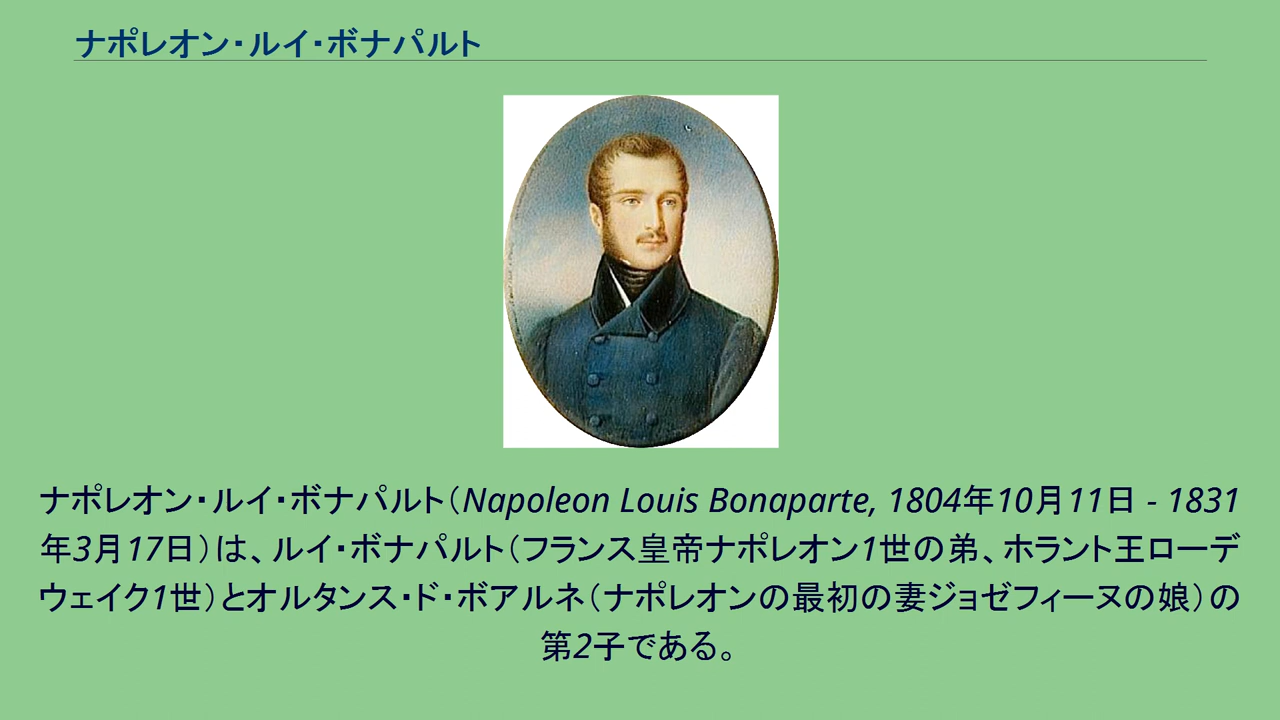 ナポレオン・ルイ・ボナパルト
ナポレオン・ルイ・ボナパルト（Napoleon Louis Bonaparte, 1804年10月11日 - 1831
年3月17日）は、ルイ・ボナパルト（フランス皇帝ナポレオン1世の弟、ホラント王ローデ
ウェイク1世）とオルタンス・ド・ボアルネ（ナポレオンの最初の妻ジョゼフィーヌの娘）の
第2子である。